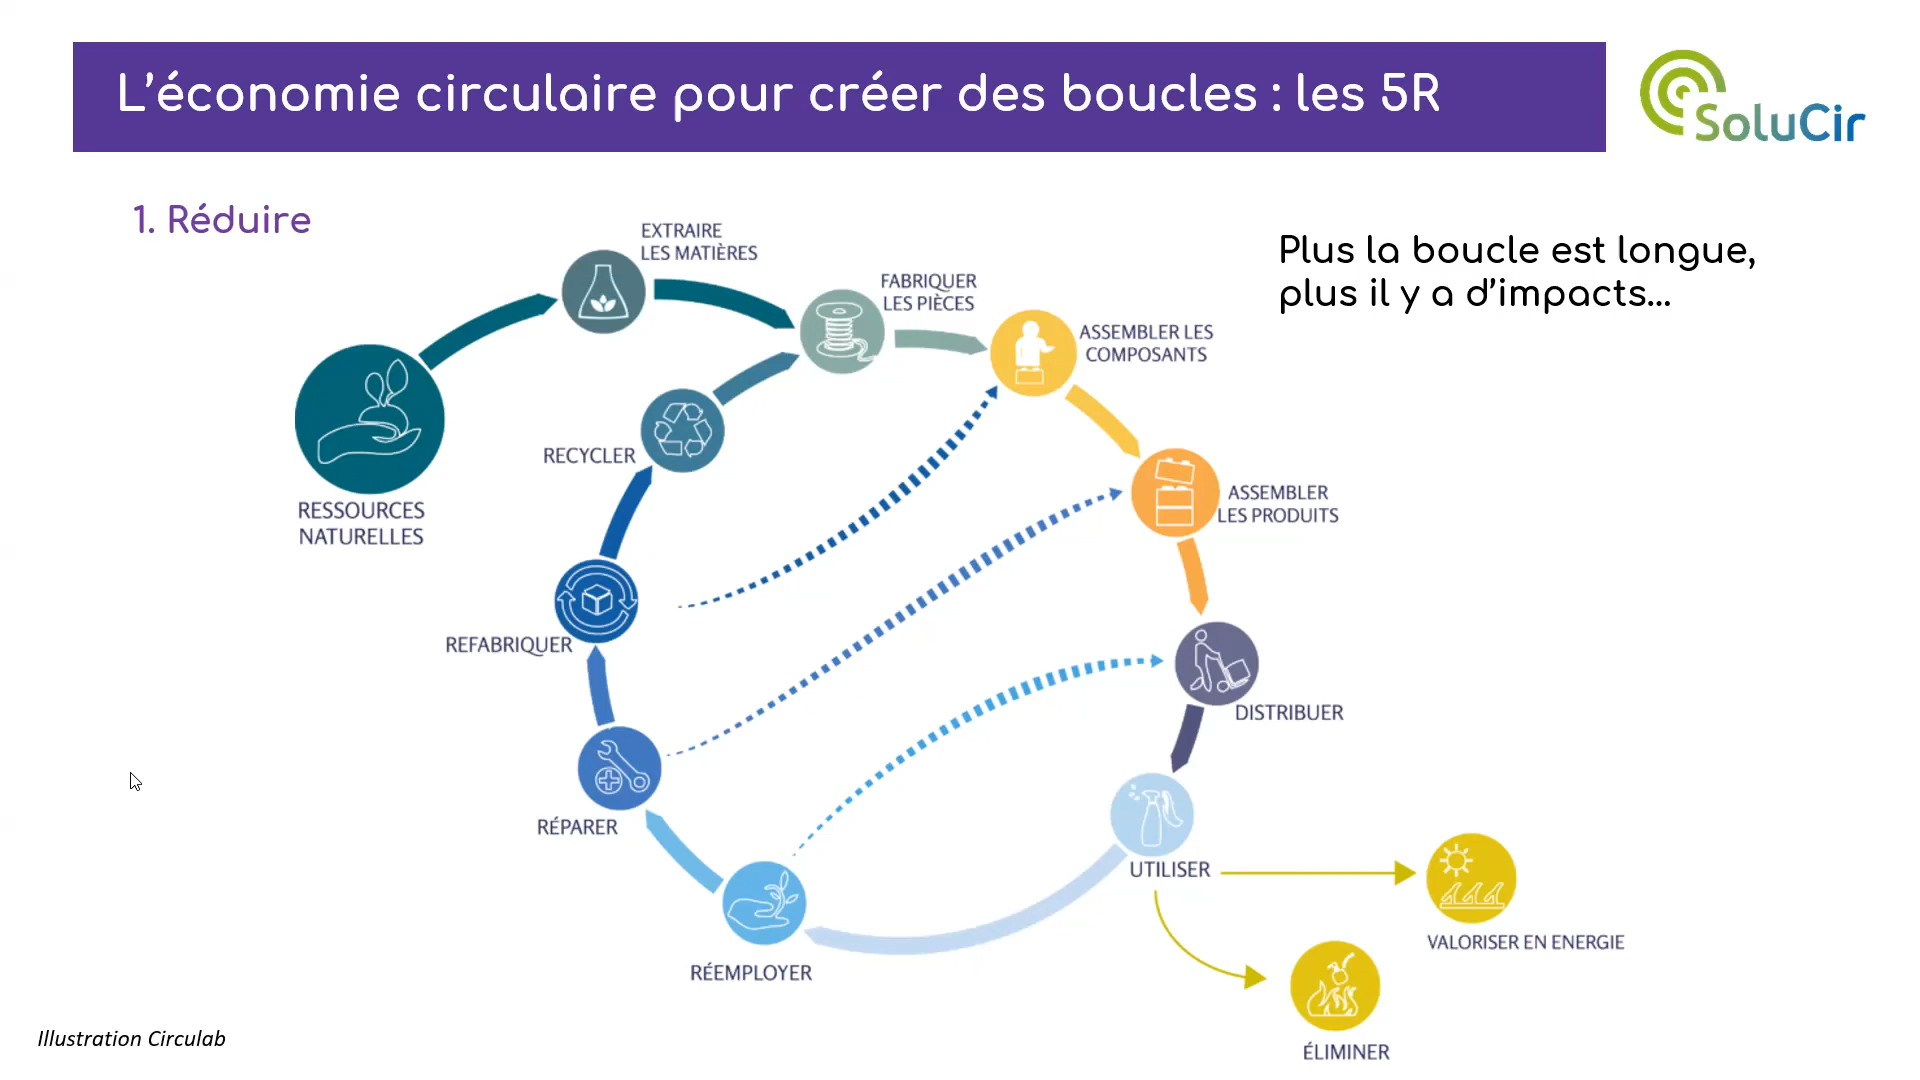 L'économie circulaire pour créer des boucles : les 5R
SoluCir
1. Réduire
Plus la boucle est longue,
plus il y a d'impacts...
EXTRAIRE
LES MATIÈRES
FABRIQUER
LES PIÈCES
ASSEMBLER LES
COMPOSANTS
RECYCLER
ASSEMBLER
LES PRODUITS
RESSOURCES
NATURELLES
REFABRIQUER
DISTRIBUER
RÉPARER
UTILISER
VALORISER EN ENERGIE
RÉEMPLOYER
ÉLIMINER
Illustration Circulab